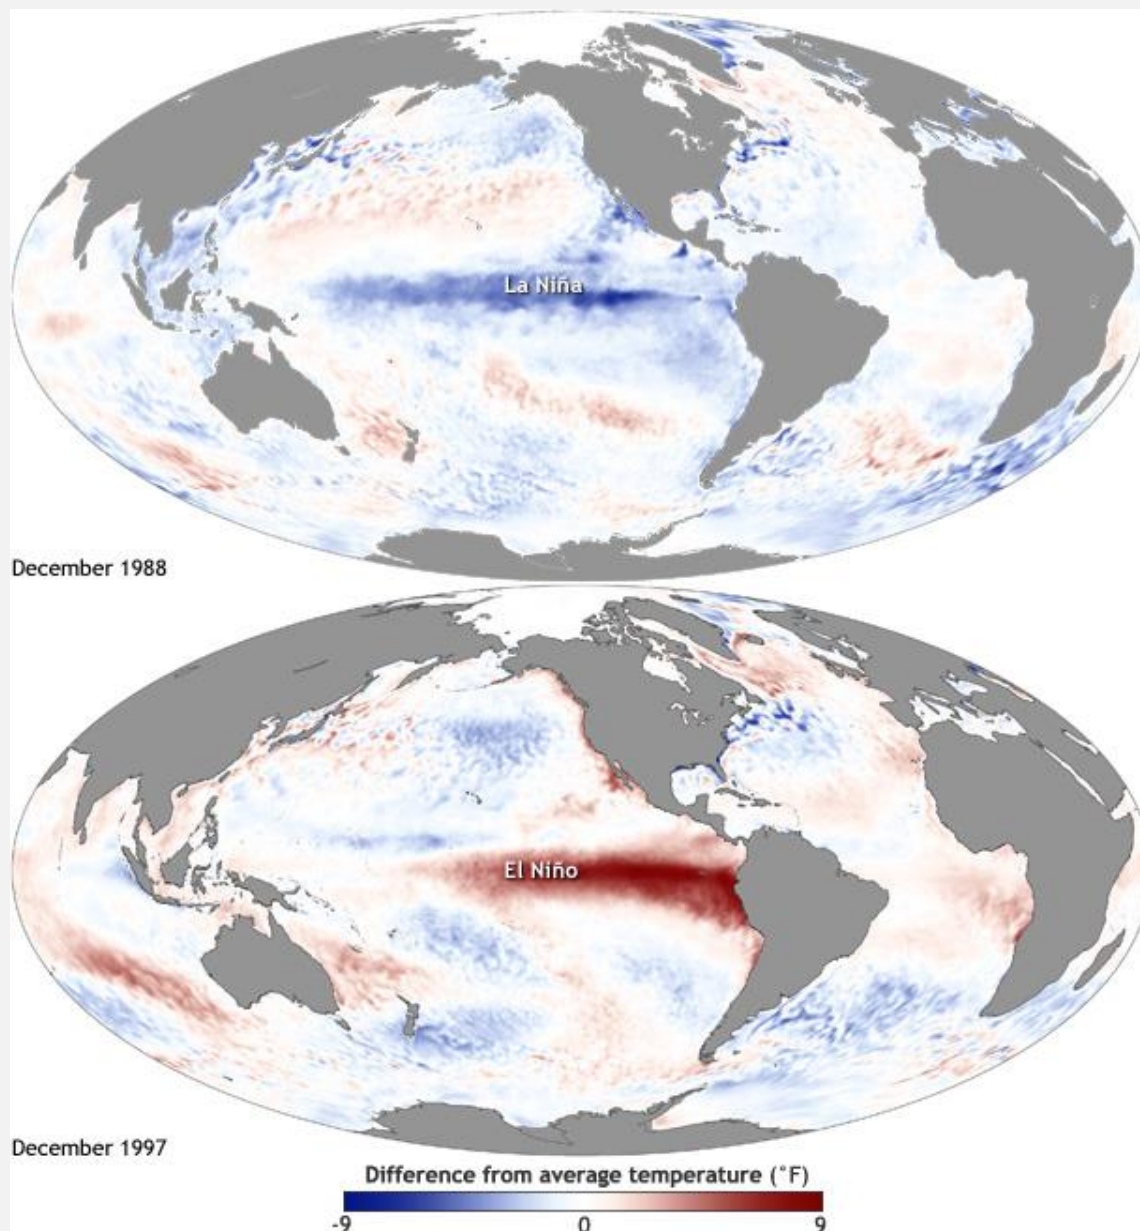 La Niña
December 1988
El Niño
December 1997
Difference from average temperature (°F)
-9 0 9